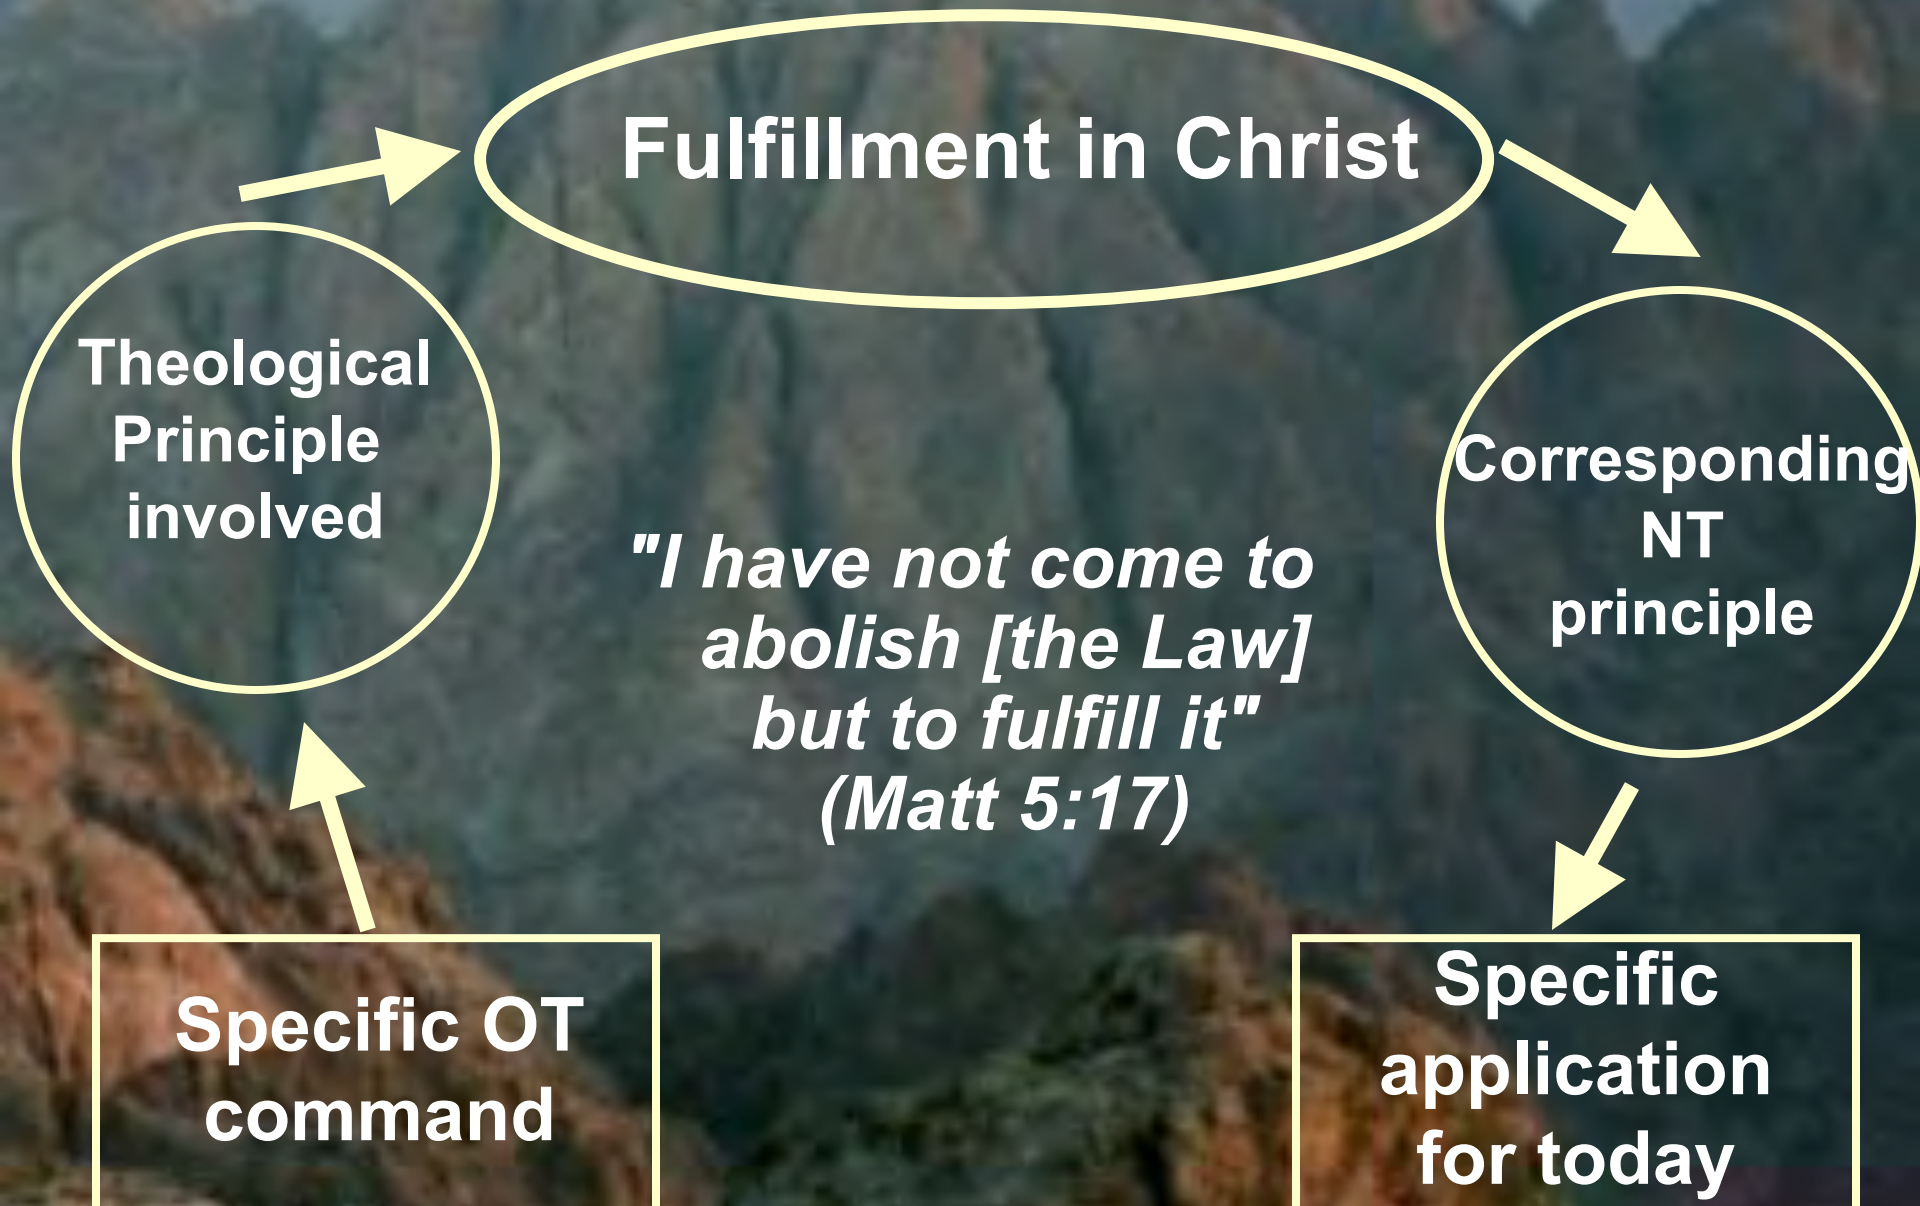 Fulfillment in Christ
Theological
Principle
involved
Corresponding
NT
principle
"I have not come to
abolish [the Law]
but to fulfill it"
(Matt 5:17)
Specific OT
command
Specific
application
for today